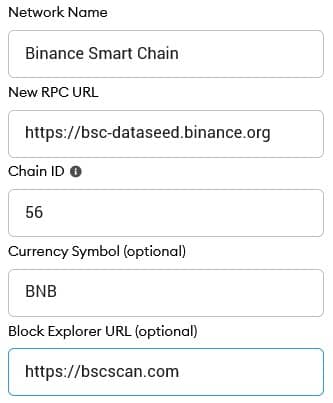 Network Name
Binance Smart Chain
New RPC URL
https://bsc-dataseed.binance.org
Chain ID
56
Currency Symbol (optional)
BNB
Block Explorer URL (optional)
https://bscscan.com